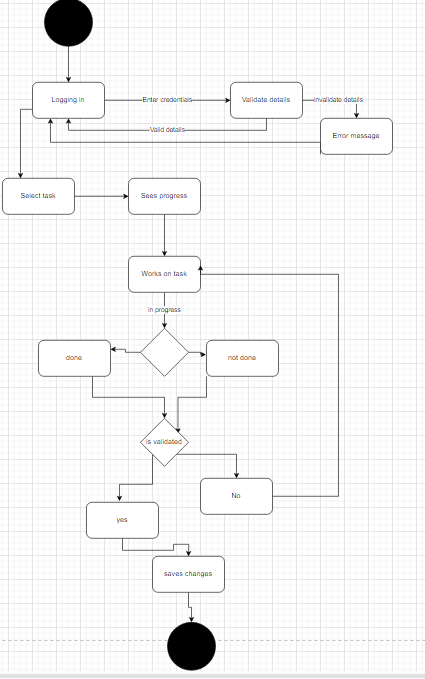 Logging in
Enter credentials
Validate details
invalidate details
Valid details
Error message
Select task
Sees progress
Works on task
in progress
done
not done
is validated
No
yes
saves changes